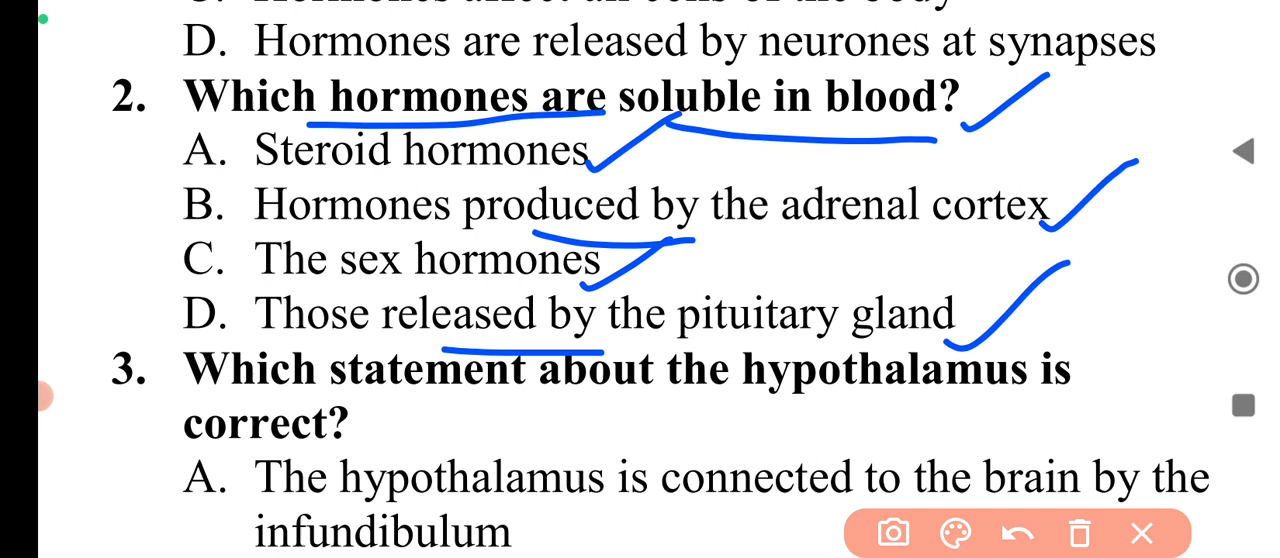 D. Hormones are released by neurones at synapses
2. Which hormones are soluble in blood?
A. Steroid hormones
B. Hormones produced by the adrenal cortex
C. The sex hormones
D. Those released by the pituitary gland
3. Which statement about the hypothalamus is
correct?
A. The hypothalamus is connected to the brain by the
infundibulum